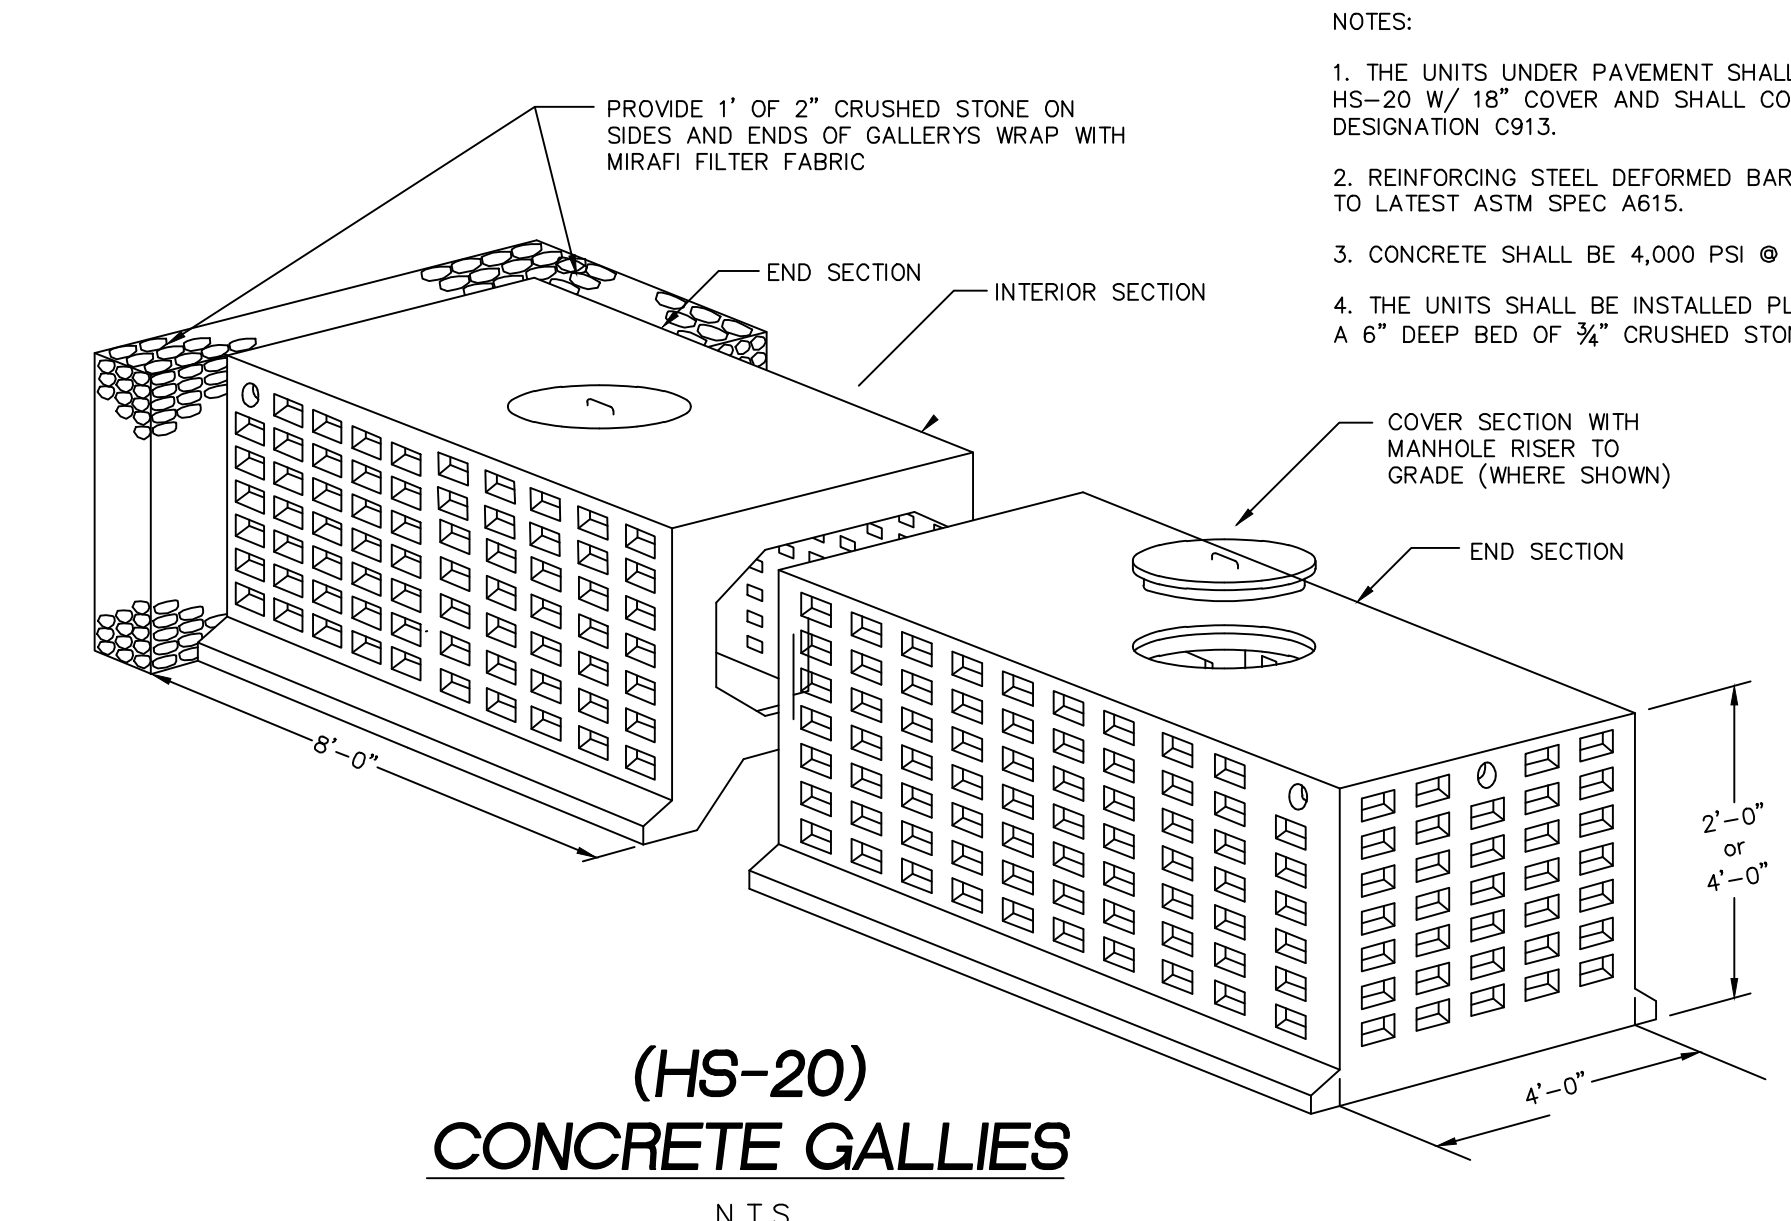 NOTES:
1. THE UNITS UNDER PAVEMENT SHALL
HS-20 W/ 18" COVER AND SHALL CO
DESIGNATION C913.
2. REINFORCING STEEL DEFORMED BAR
TO LATEST ASTM SPEC A615.
3. CONCRETE SHALL BE 4,000 PSI @
4. THE UNITS SHALL BE INSTALLED PL
A 6" DEEP BED OF ¾" CRUSHED STON
PROVIDE 1' OF 2" CRUSHED STONE ON
SIDES AND ENDS OF GALLERYS WRAP WITH
MIRAFI FILTER FABRIC
END SECTION
INTERIOR SECTION
COVER SECTION WITH
MANHOLE RISER TO
GRADE (WHERE SHOWN)
END SECTION
8'-0"
2'-0"
or
4'-0"
4'-0"
(HS-20)
CONCRETE GALLIES
N.T.S.